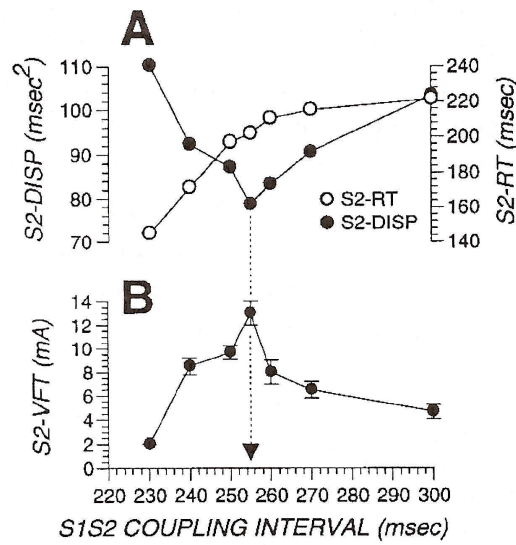 A
S2-DISP (msec2)
110
100
90
80
70
S2-RT (msec)
240
220
200
180
160
140
S2-RT
S2-DISP
B
S2-VFT (mA)
14
12
10
8
6
4
2
0
220 230 240 250 260 270 280 290 300
S1S2 COUPLING INTERVAL (msec)